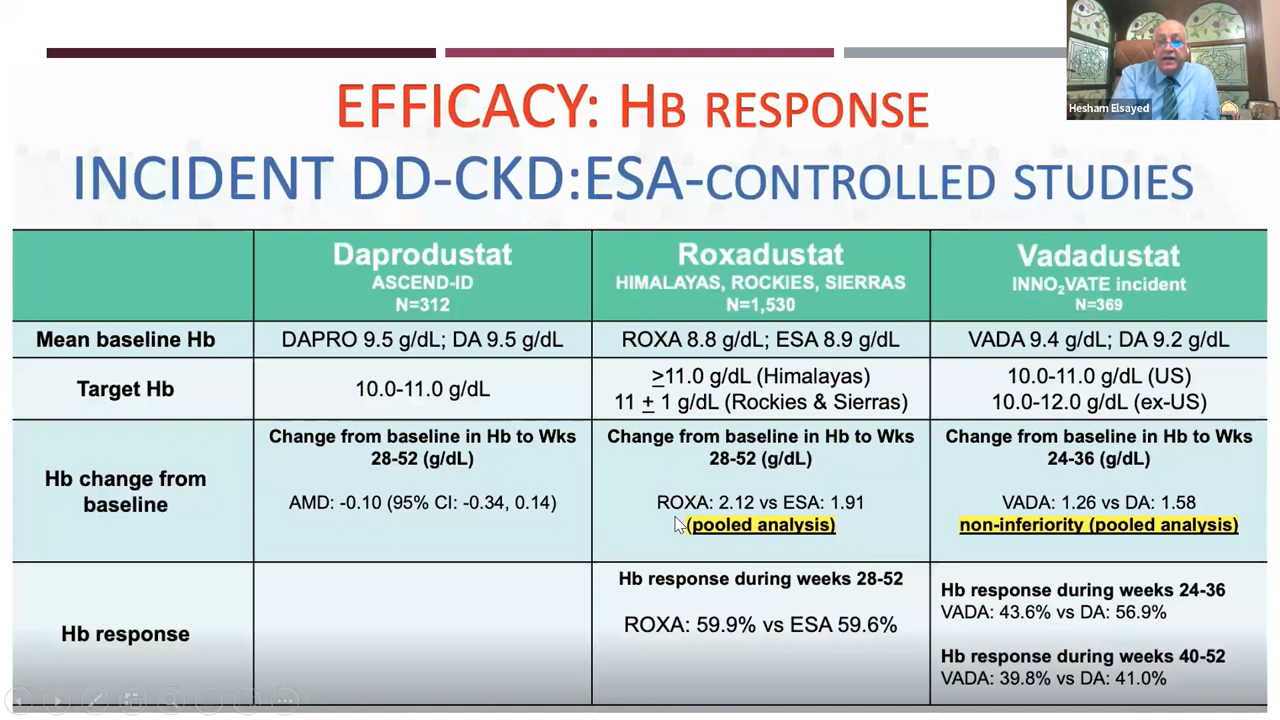 Hesham Elsayed
EFFICACY: HB RESPONSE
INCIDENT DD-CKD:ESA-CONTROLLED STUDIES
Daprodustat
ASCEND-ID
N=312
Roxadustat
HIMALAYAS, ROCKIES, SIERRAS
N=1,530
Vadadustat
INNO₂VATE incident
N=369
Mean baseline Hb
DAPRO 9.5 g/dL; DA 9.5 g/dL
ROXA 8.8 g/dL; ESA 8.9 g/dL
VADA 9.4 g/dL; DA 9.2 g/dL
Target Hb
10.0-11.0 g/dL
≥11.0 g/dL (Himalayas)
11 ± 1 g/dL (Rockies & Sierras)
10.0-11.0 g/dL (US)
10.0-12.0 g/dL (ex-US)
Hb change from
baseline
Change from baseline in Hb to Wks
28-52 (g/dL)
AMD: -0.10 (95% CI: -0.34, 0.14)
Change from baseline in Hb to Wks
28-52 (g/dL)
ROXA: 2.12 vs ESA: 1.91
(pooled analysis)
Change from baseline in Hb to Wks
24-36 (g/dL)
VADA: 1.26 vs DA: 1.58
non-inferiority (pooled analysis)
Hb response
Hb response during weeks 28-52
ROXA: 59.9% vs ESA 59.6%
Hb response during weeks 24-36
VADA: 43.6% vs DA: 56.9%
Hb response during weeks 40-52
VADA: 39.8% vs DA: 41.0%